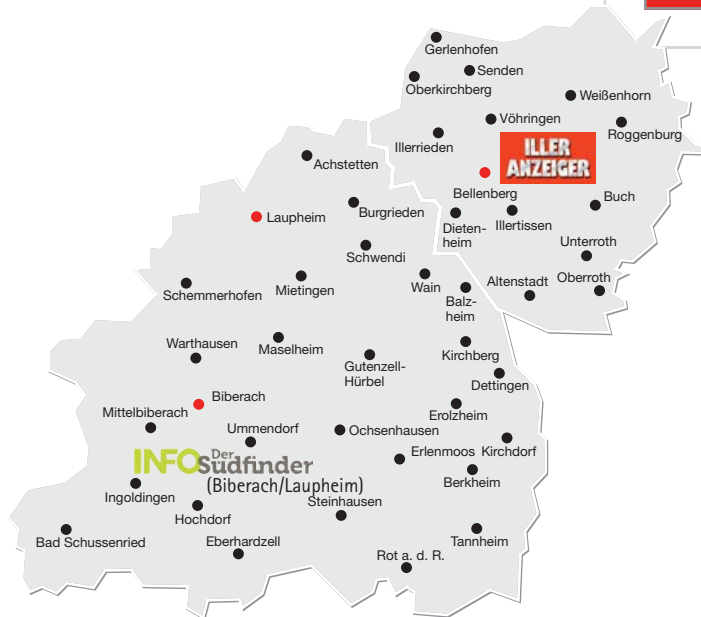 Gerlenhofen
Senden
Oberkirchberg
Weißenhorn
Vöhringen
Roggenburg
Illerrieden
ILLER
ANZEIGER
Bellenberg
Buch
Dieten-
heim
Illertissen
Unterroth
Altenstadt
Oberroth
Achstetten
Laupheim
Burgrieden
Schwendi
Wain
Balz-
heim
Schemmerhofen
Mietingen
Warthausen
Maselheim
Gutenzell-
Hürbel
Kirchberg
Dettingen
Biberach
Mittelbiberach
Ummendorf
Ochsenhausen
Erolzheim
Erlenmoos
Kirchdorf
Berkheim
INFO Der Südfinder
(Biberach/Laupheim)
Ingoldingen
Hochdorf
Steinhausen
Bad Schussenried
Eberhardzell
Rot a. d. R.
Tannheim